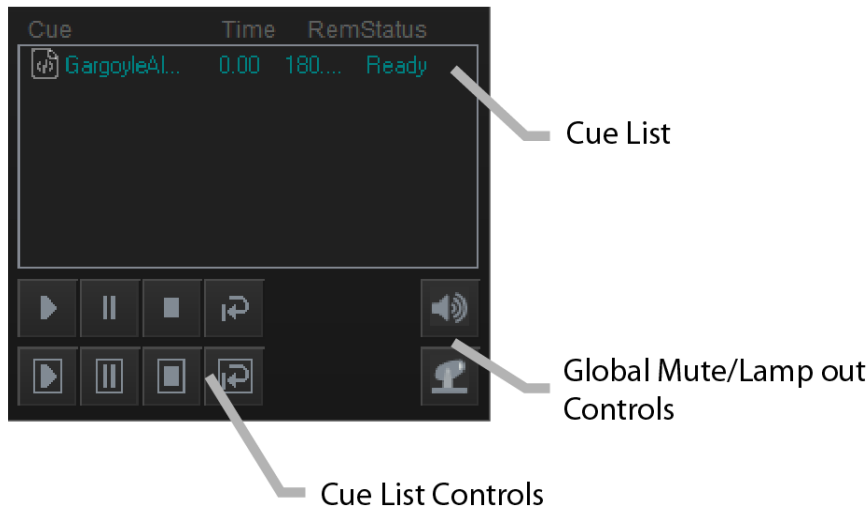 Cue Time RemStatus
GargoyleAl... 0.00 180.... Ready
Cue List
Global Mute/Lamp out
Controls
Cue List Controls